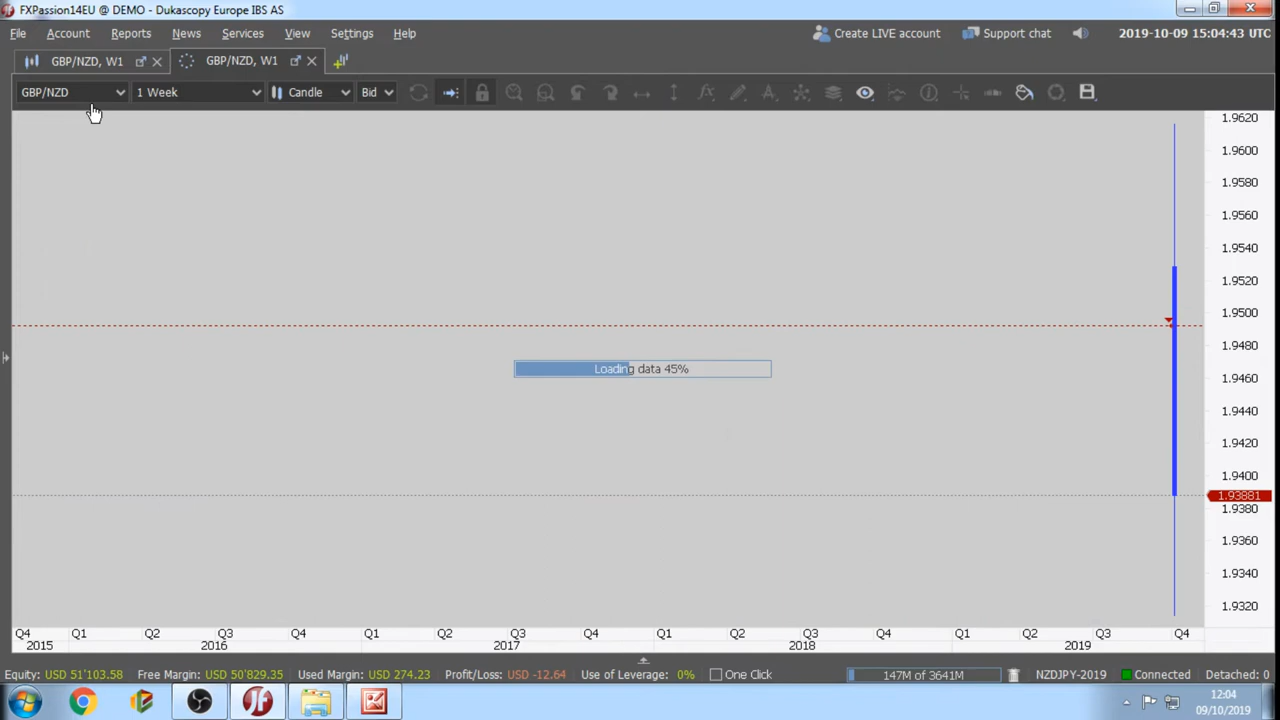 FXPassion14EU @ DEMO - Dukascopy Europe IBS AS
File Account Reports News Services View Settings Help Create LIVE account Support chat 2019-10-09 15:04:43 UTC
GBP/NZD, W1 GBP/NZD, W1
GBP/NZD 1 Week Candle Bid
1.9620
1.9600
1.9580
1.9560
1.9540
1.9520
1.9500
1.9480
1.9460
1.9440
1.9420
1.9400
1.93881
1.9380
1.9360
1.9340
1.9320
Loading data 45%
Q4 Q1 Q2 Q3 Q4 Q1 Q2 Q3 Q4 Q1 Q2 Q3 Q4 Q1 Q2 Q3 Q4
2015 2016 2017 2018 2019
Equity: USD 51'103.58 Free Margin: USD 50'829.35 Used Margin: USD 274.23 Profit/Loss: USD -12.64 Use of Leverage: 0% One Click 147M of 3641M NZDJPY-2019 Connected Detached: 0
12:04
09/10/2019